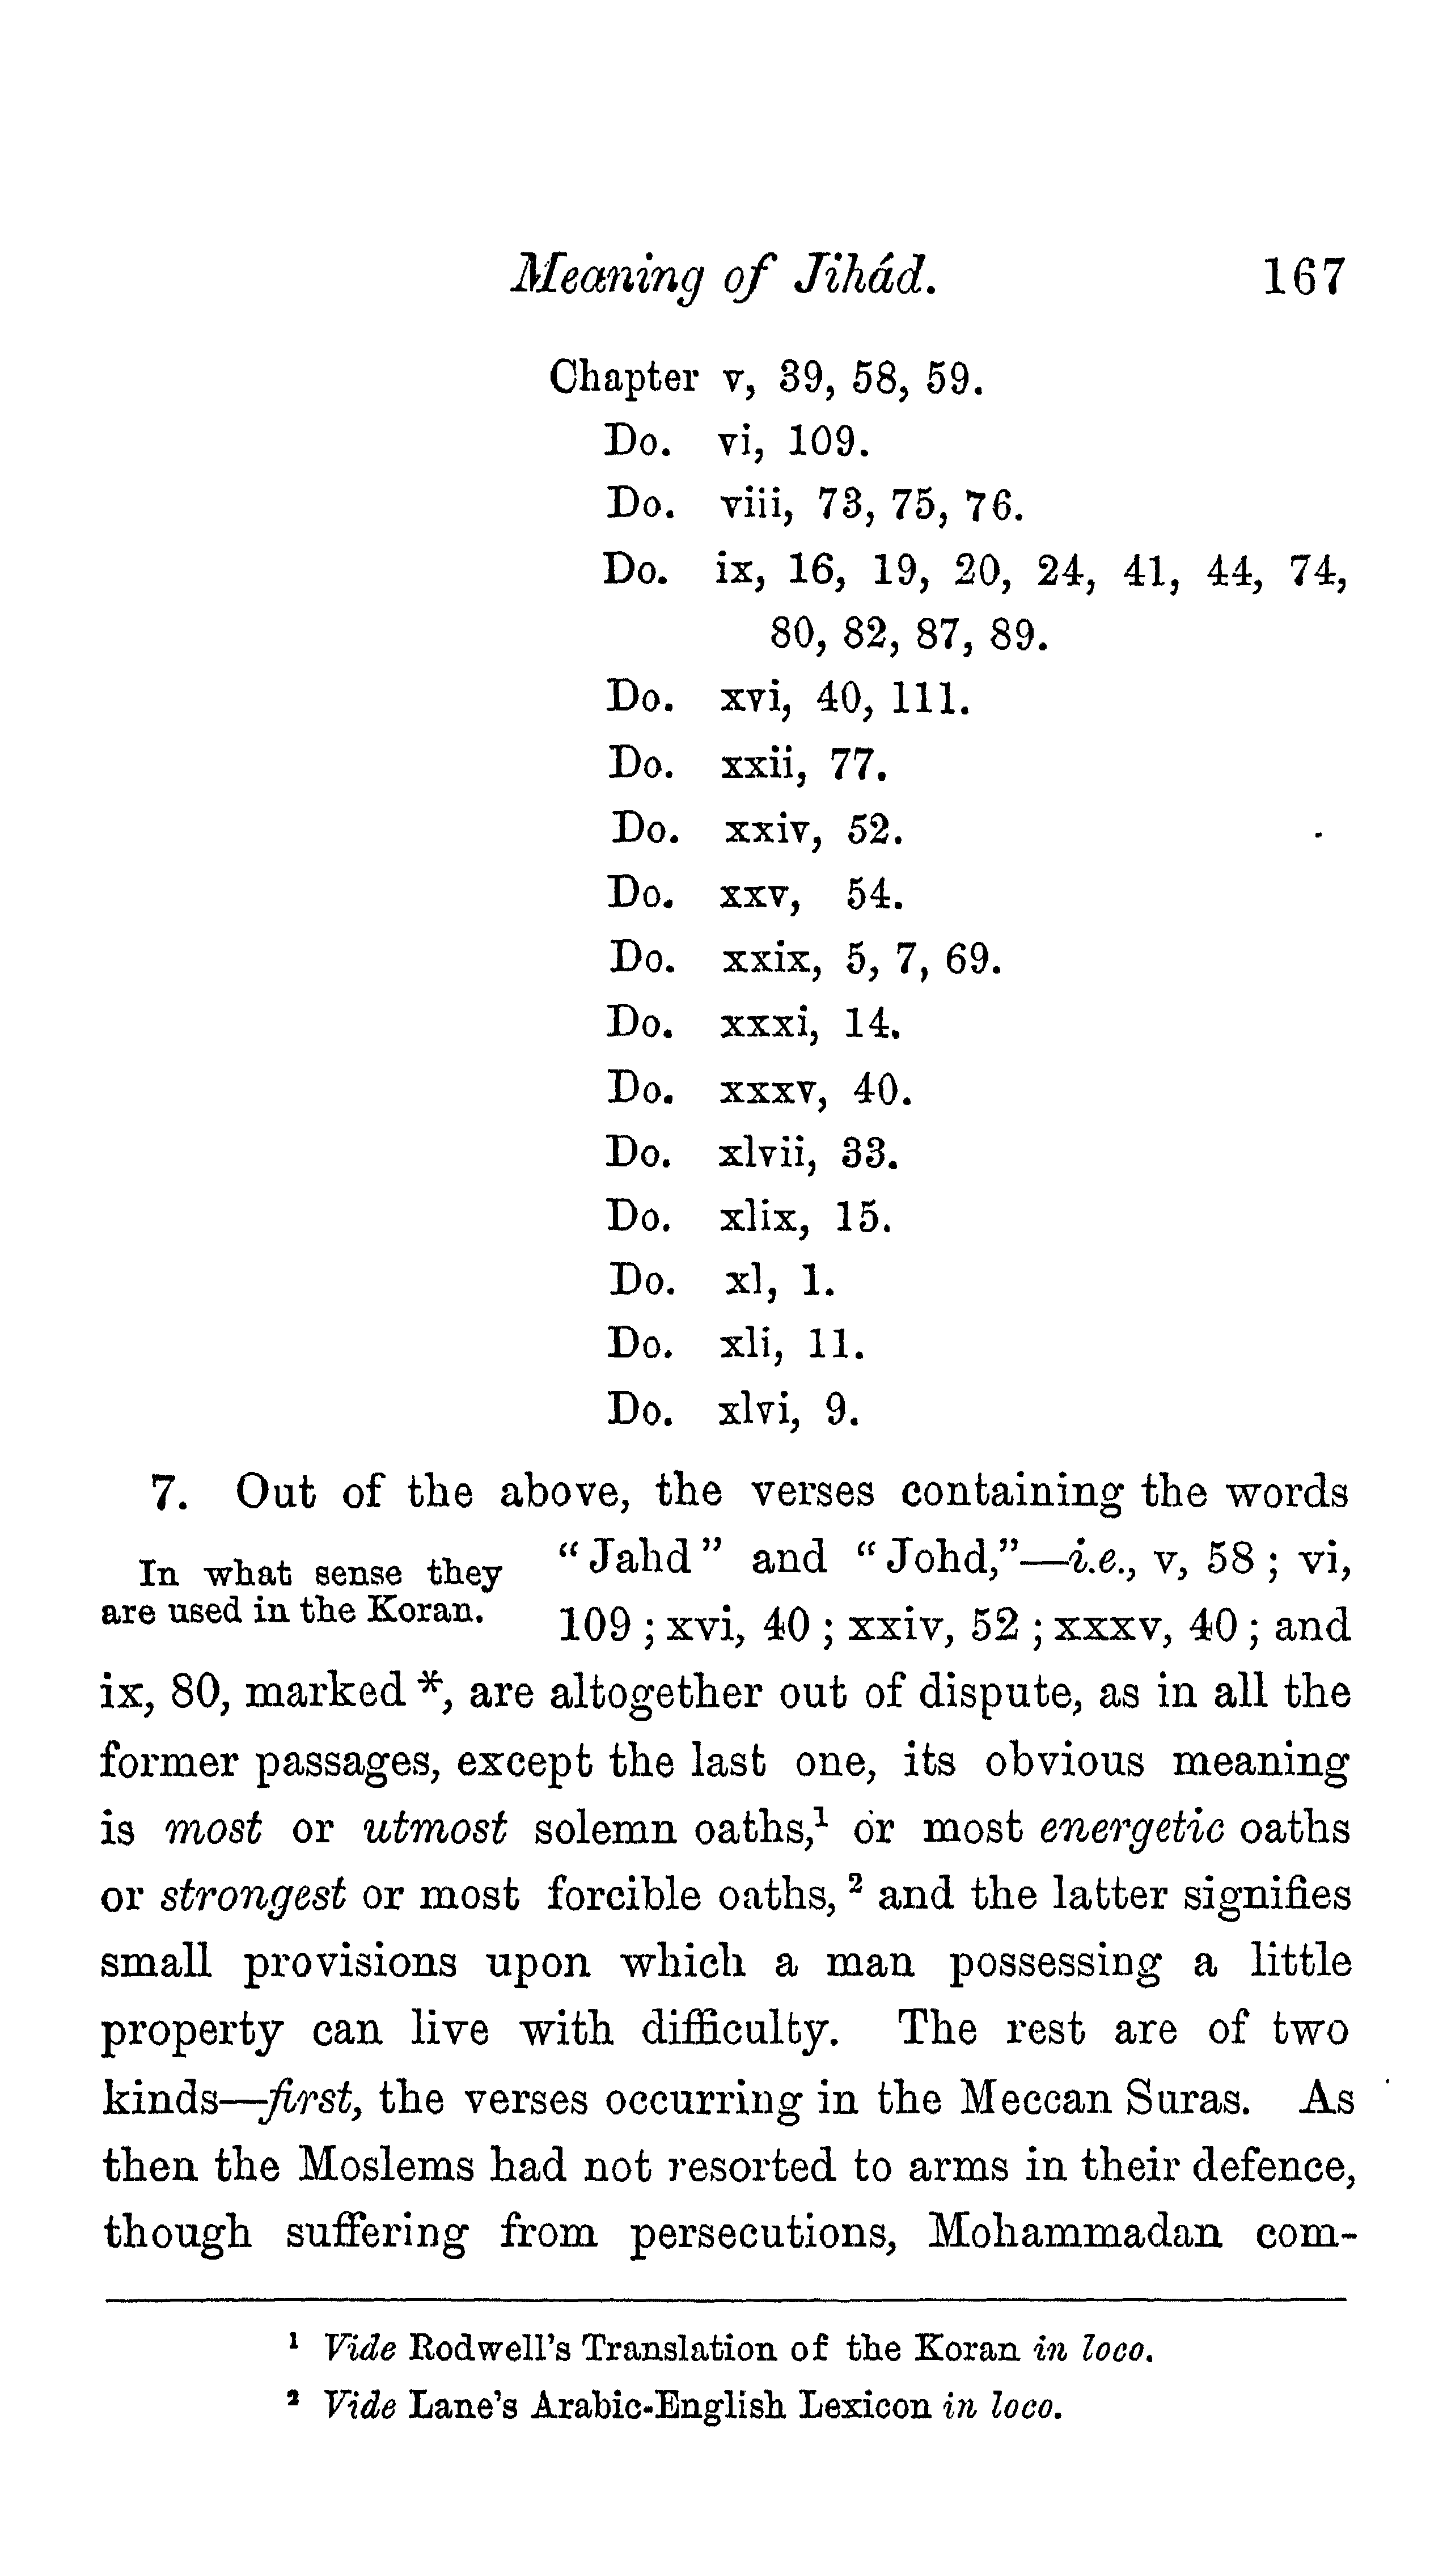 Meaning of Jihád. 167
Chapter v, 39, 58, 59.
Do. vi, 109.
Do. viii, 73, 75, 76.
Do. ix, 16, 19, 20, 24, 41, 44, 74,
80, 82, 87, 89.
Do. xvi, 40, 111.
Do. xxii, 77.
Do. xxiv, 52.
Do. xxv, 54.
Do. xxix, 5, 7, 69.
Do. xxxi, 14.
Do. xxxv, 40.
Do. xlvii, 33.
Do. xlix, 15.
Do. xl, 1.
Do. xli, 11.
Do. xlvi, 9.
7. Out of the above, the verses containing the words
In what sense they
are used in the Koran.
“Jahd” and “Johd,”—i.e., v, 58 ; vi,
109 ; xvi, 40 ; xxiv, 52 ; xxxv, 40 ; and
ix, 80, marked *, are altogether out of dispute, as in all the
former passages, except the last one, its obvious meaning
is most or utmost solemn oaths,¹ or most energetic oaths
or strongest or most forcible oaths, ² and the latter signifies
small provisions upon which a man possessing a little
property can live with difficulty. The rest are of two
kinds—first, the verses occurring in the Meccan Suras. As
then the Moslems had not resorted to arms in their defence,
though suffering from persecutions, Mohammadan com-
¹ Vide Rodwell's Translation of the Koran in loco.
² Vide Lane's Arabic-English Lexicon in loco.